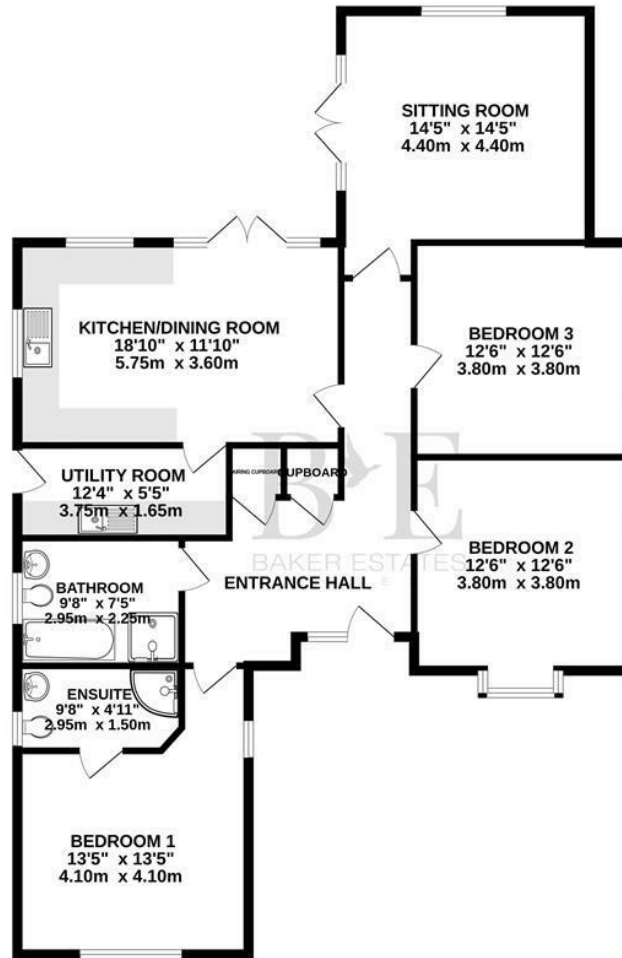 SITTING ROOM
14'5" x 14'5"
4.40m x 4.40m
KITCHEN/DINING ROOM
18'10" x 11'10"
5.75m x 3.60m
BEDROOM 3
12'6" x 12'6"
3.80m x 3.80m
UTILITY ROOM
12'4" x 5'5"
3.75m x 1.65m
AIRING CUPBOARD
CUPBOARD
B E
BAKER ESTATES
BEDROOM 2
12'6" x 12'6"
3.80m x 3.80m
BATHROOM
9'8" x 7'5"
2.95m x 2.25m
ENTRANCE HALL
ENSUITE
9'8" x 4'11"
2.95m x 1.50m
BEDROOM 1
13'5" x 13'5"
4.10m x 4.10m